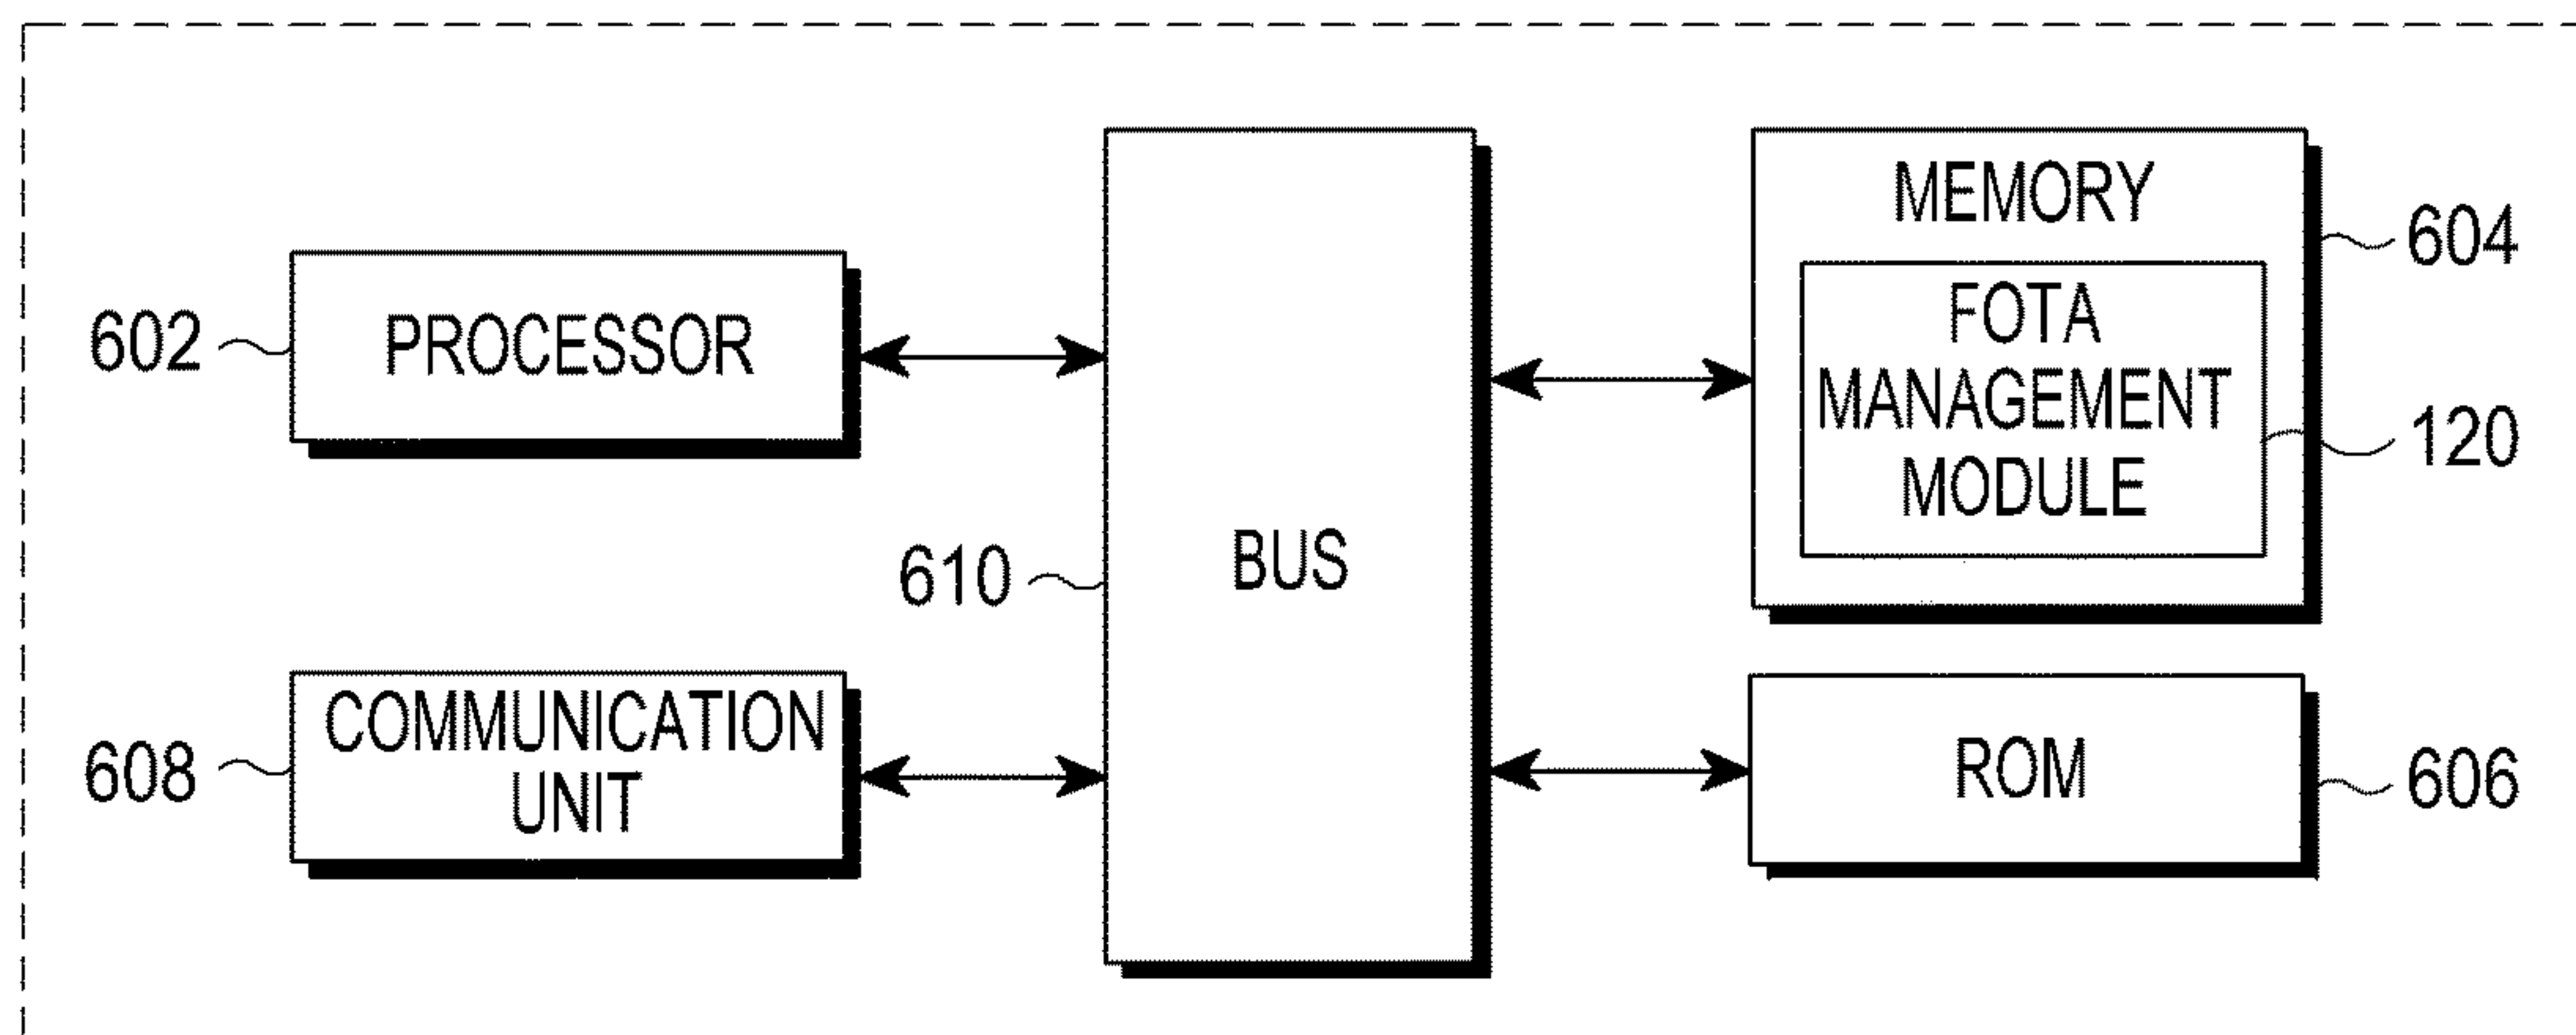 602
PROCESSOR
608
COMMUNICATION
UNIT
610
BUS
MEMORY
604
FOTA
MANAGEMENT
MODULE
120
ROM
606